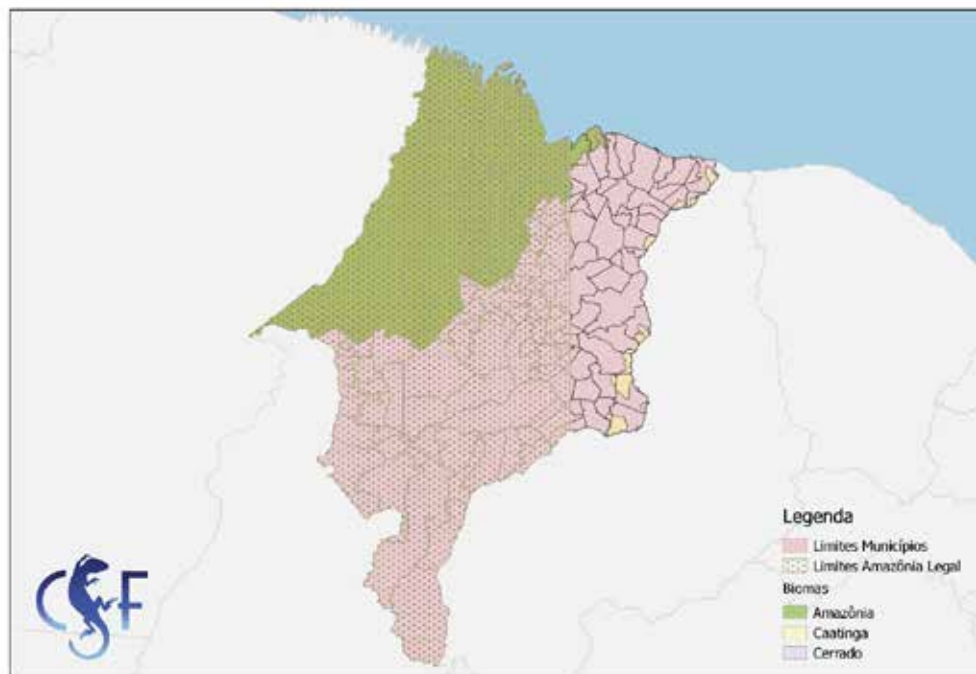 Legenda
Limites Municípios
Limites Amazônia Legal
Biomas
Amazônia
Caatinga
Cerrado
CSF